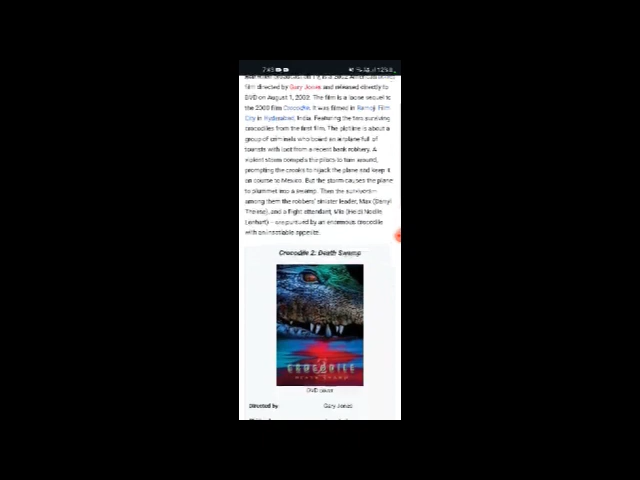 film directed by Gary Jones and released directly to
DVD on August 1, 2002. The film is a loose sequel to
the 2000 film Crocodile. It was filmed in Ramoji Film
City in Hyderabad, India. Featuring the two surviving
crocodiles from the first film. The plotline is about a
group of criminals who board an airplane full of
tourists with loot from a recent bank robbery. A
violent storm compels the pilots to turn around,
prompting the crooks to hijack the plane and keep it
on course to Mexico. But the storm causes the plane
to plummet into a swamp. Then the survivors
among them the robbers' sinister leader, Max (Darryl
Theirse), and a flight attendant, Mia (Heidi Noelle
Lenhart) – are pursued by an enormous crocodile
with an insatiable appetite.
Crocodile 2: Death Swamp
CROCODILE
2
DEATH SWAMP
DVD cover
Directed by
Gary Jones